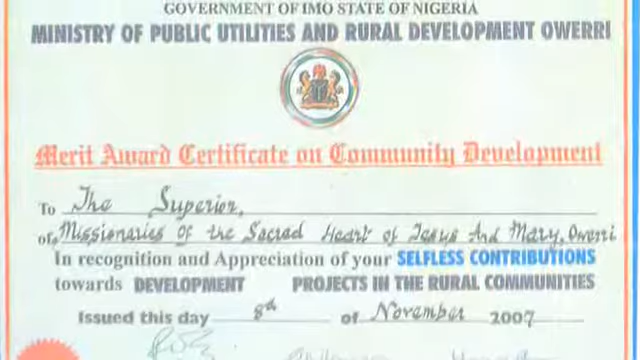 GOVERNMENT OF IMO STATE OF NIGERIA
MINISTRY OF PUBLIC UTILITIES AND RURAL DEVELOPMENT OWERRI
Merit Award Certificate on Community Development
To The Superior,
of Missionaries Of the Sacred Heart of Jesus And Mary, Owerri
In recognition and Appreciation of your SELFLESS CONTRIBUTIONS
towards DEVELOPMENT PROJECTS IN THE RURAL COMMUNITIES
Issued this day 8th of November 2007